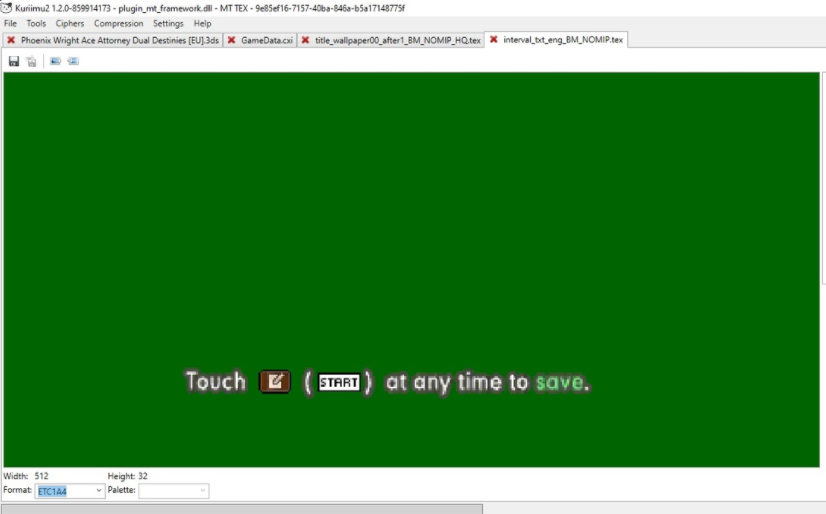 Kuriimu2 1.2.0-859914173 - plugin_mt_framework.dll - MT TEX - 9e85ef16-7157-40ba-846a-b5a17148775f
File Tools Ciphers Compression Settings Help
Phoenix Wright Ace Attorney Dual Destinies [EU].3ds GameData.cxi title_wallpaper00_after1_BM_NOMIP_HQ.tex interval_txt_eng_BM_NOMIP.tex
Touch ( START ) at any time to save.
Width: 512 Height: 32
Format: ETC1A4 Palette: